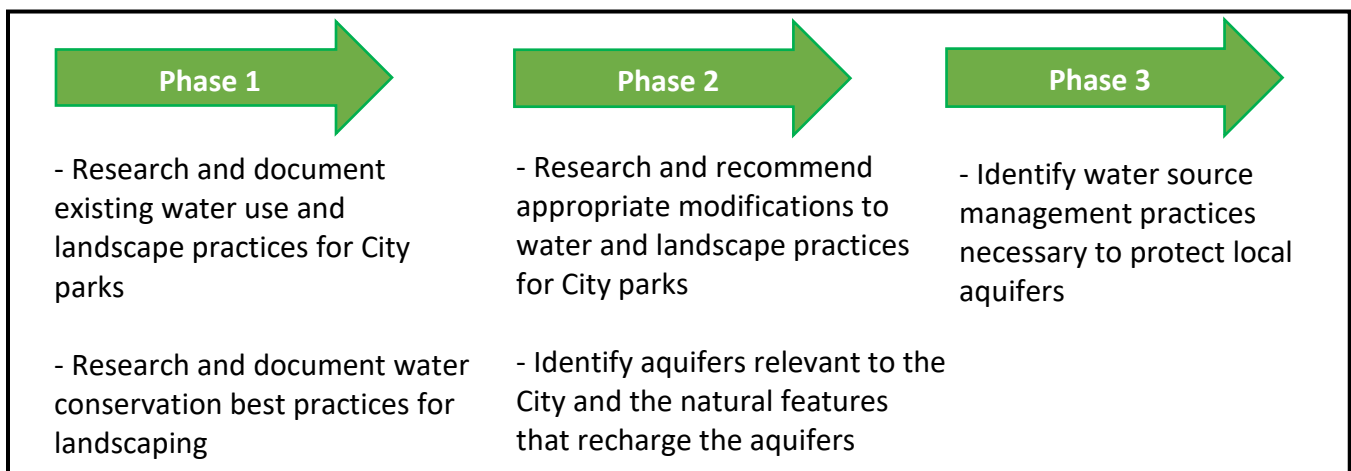 Phase 1
- Research and document
existing water use and
landscape practices for City
parks
- Research and document water
conservation best practices for
landscaping
Phase 2
- Research and recommend
appropriate modifications to
water and landscape practices
for City parks
- Identify aquifers relevant to the
City and the natural features
that recharge the aquifers
Phase 3
- Identify water source
management practices
necessary to protect local
aquifers